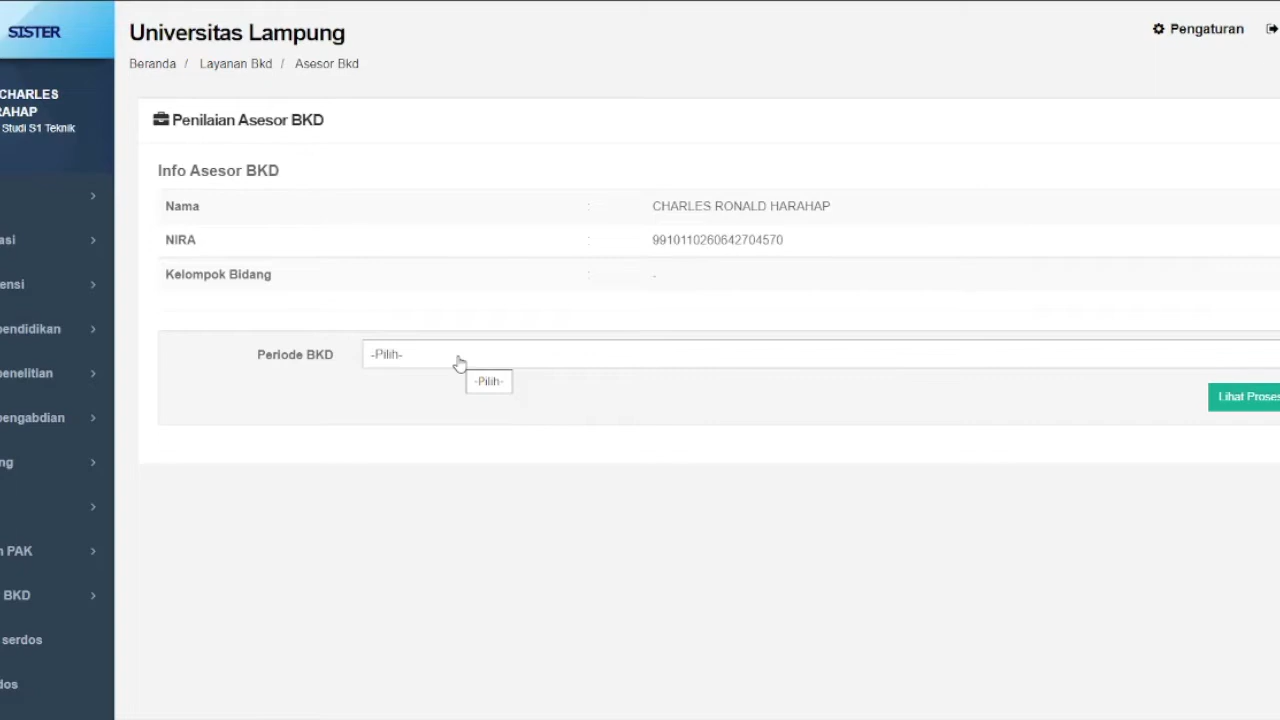 SISTER
Universitas Lampung
Pengaturan
Beranda / Layanan Bkd / Asesor Bkd
CHARLES
RAHAP
Studi S1 Teknik
Penilaian Asesor BKD
Info Asesor BKD
Nama : CHARLES RONALD HARAHAP
NIRA : 9910110260642704570
Kelompok Bidang : -
Periode BKD -Pilih-
-Pilih-
Lihat Proses
asi
ensi
pendidikan
penelitian
pengabdian
ng
n PAK
BKD
serdos
dos